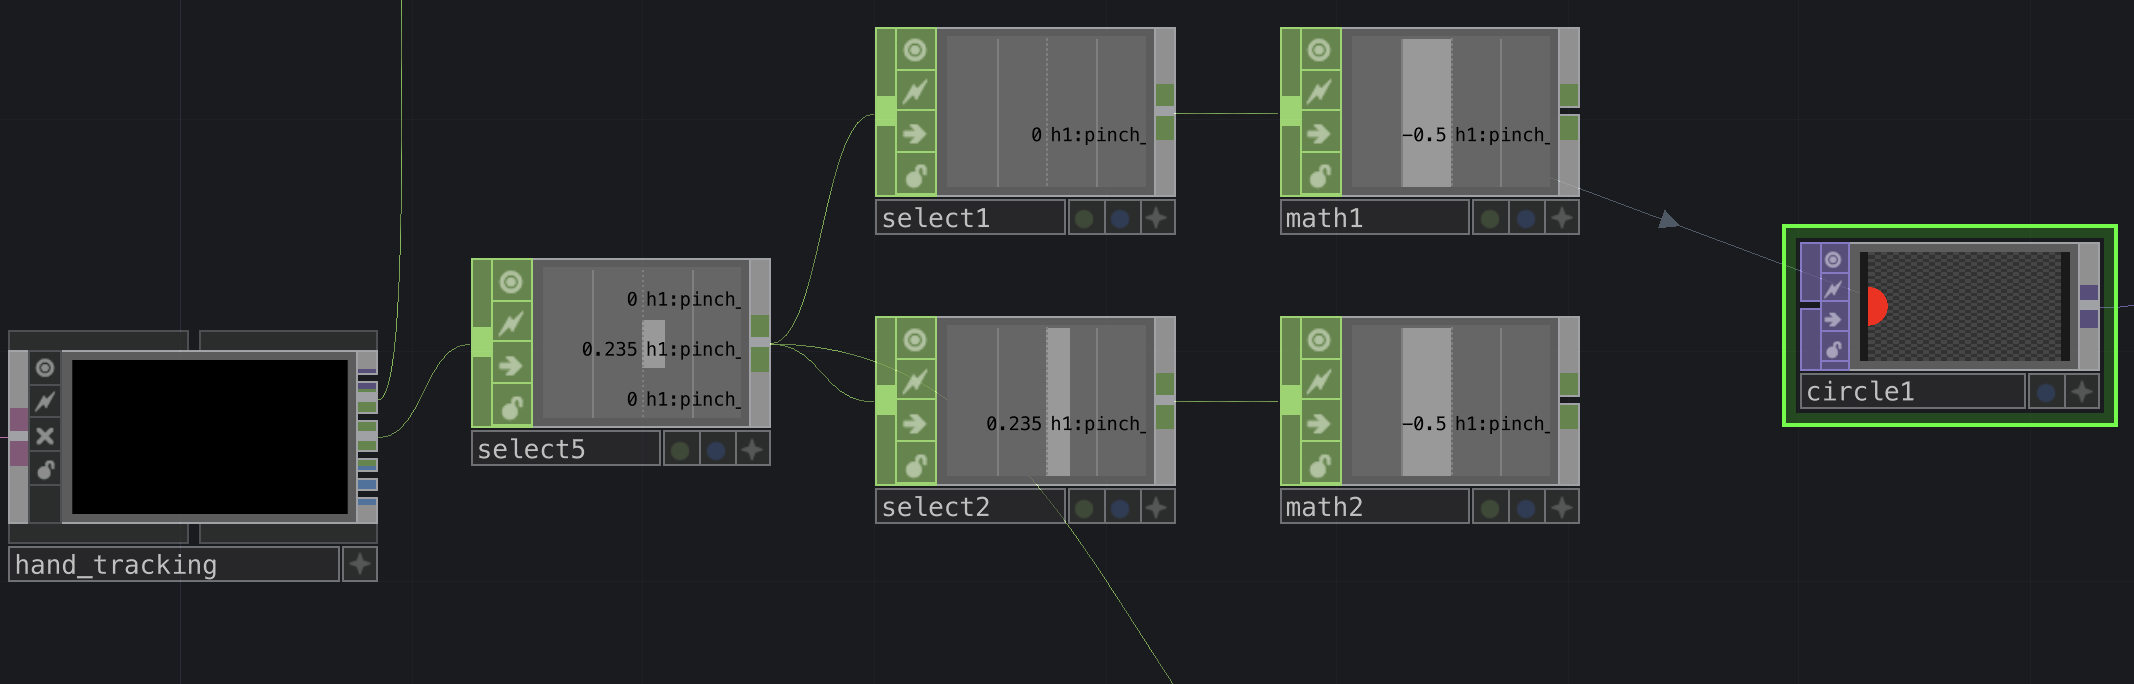 0 h1:pinch_
select1
-0.5 h1:pinch_
math1
0 h1:pinch_
0.235 h1:pinch_
0 h1:pinch_
select5
0.235 h1:pinch_
select2
-0.5 h1:pinch_
math2
circle1
hand_tracking